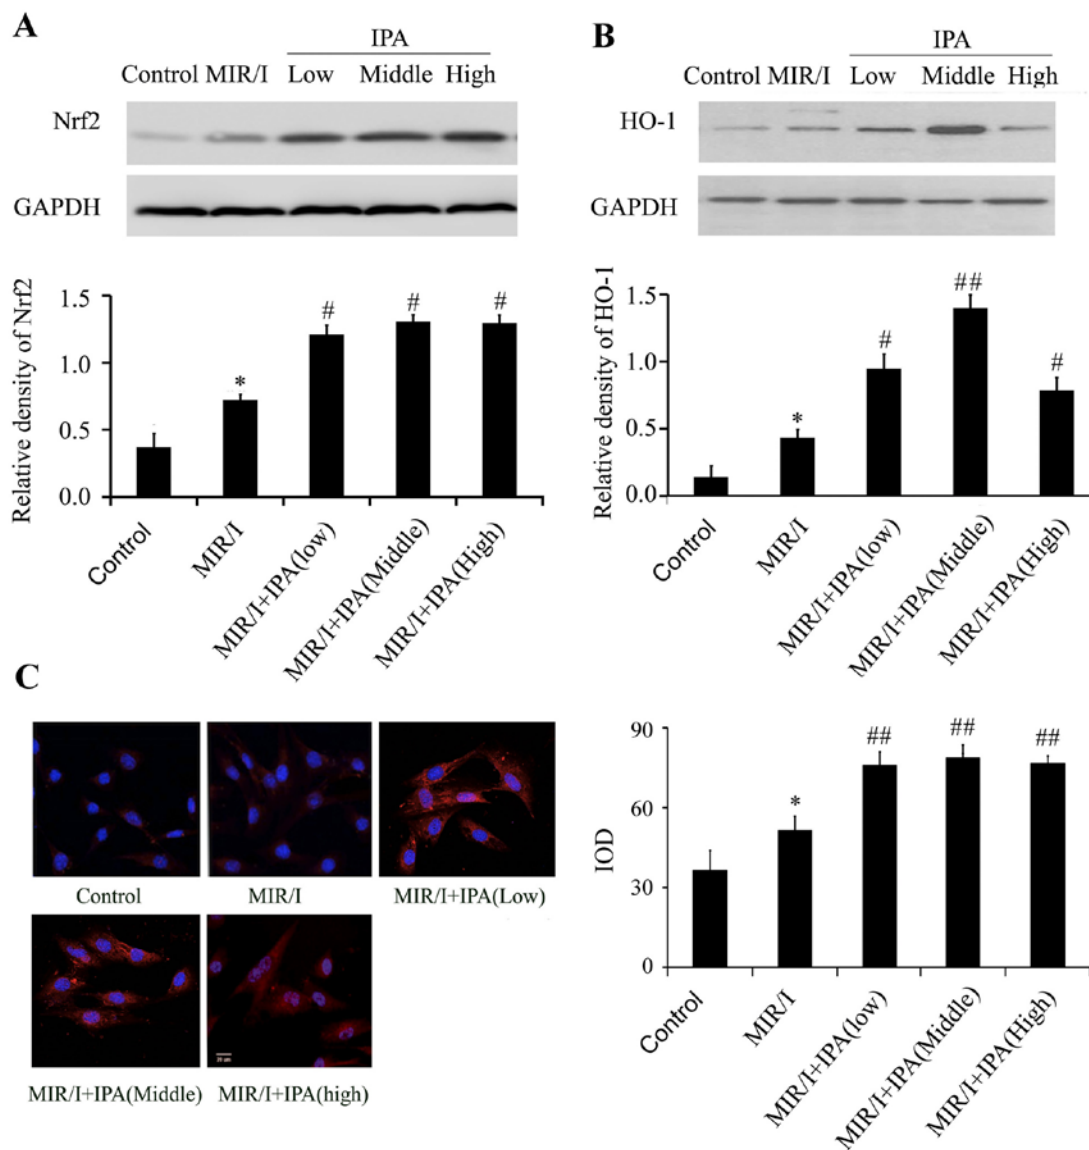 A
IPA
Control MIR/I Low Middle High
Nrf2
GAPDH
Relative density of Nrf2
1.5
1.0
0.5
0.0
*
#
#
#
Control
MIR/I
MIR/I+IPA(low)
MIR/I+IPA(Middle)
MIR/I+IPA(High)
B
IPA
Control MIR/I Low Middle High
HO-1
GAPDH
Relative density of HO-1
1.5
1.0
0.5
0.0
*
#
##
#
Control
MIR/I
MIR/I+IPA(low)
MIR/I+IPA(Middle)
MIR/I+IPA(High)
C
Control
MIR/I
MIR/I+IPA(Low)
MIR/I+IPA(Middle)
MIR/I+IPA(high)
IOD
90
60
30
0
*
##
##
##
Control
MIR/I
MIR/I+IPA(low)
MIR/I+IPA(Middle)
MIR/I+IPA(High)